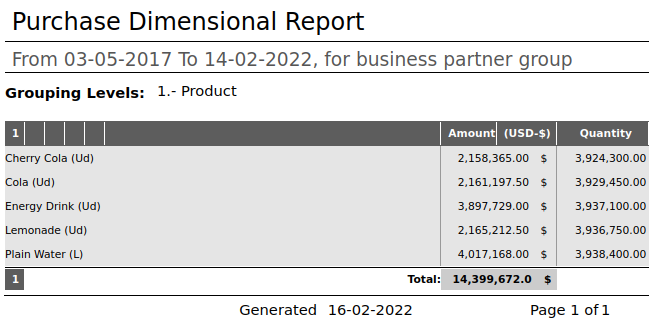 Purchase Dimensional Report
From 03-05-2017 To 14-02-2022, for business partner group
Grouping Levels: 1.- Product
1 Amount (USD-$) Quantity
Cherry Cola (Ud) 2,158,365.00 $ 3,924,300.00
Cola (Ud) 2,161,197.50 $ 3,929,450.00
Energy Drink (Ud) 3,897,729.00 $ 3,937,100.00
Lemonade (Ud) 2,165,212.50 $ 3,936,750.00
Plain Water (L) 4,017,168.00 $ 3,938,400.00
1 Total: 14,399,672.0 $
Generated 16-02-2022 Page 1 of 1